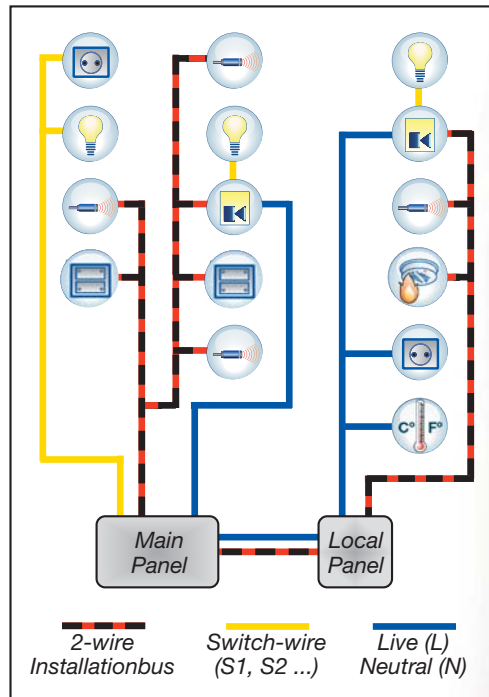 C° F°
Main
Panel
Local
Panel
2-wire
Installationbus
Switch-wire
(S1, S2 ...)
Live (L)
Neutral (N)